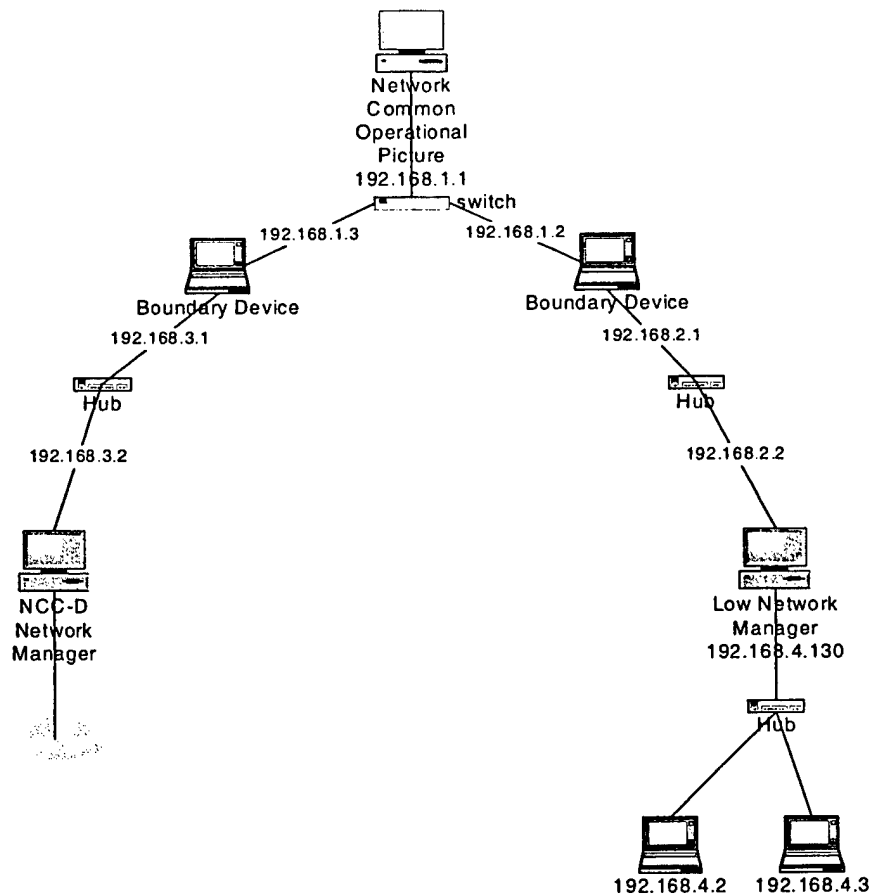 Network
Common
Operational
Picture
192.168.1.1
switch
192.168.1.3
192.168.1.2
Boundary Device
Boundary Device
192.168.3.1
192.168.2.1
Hub
Hub
192.168.3.2
192.168.2.2
NCC-D
Network
Manager
Low Network
Manager
192.168.4.130
Hub
192.168.4.2
192.168.4.3